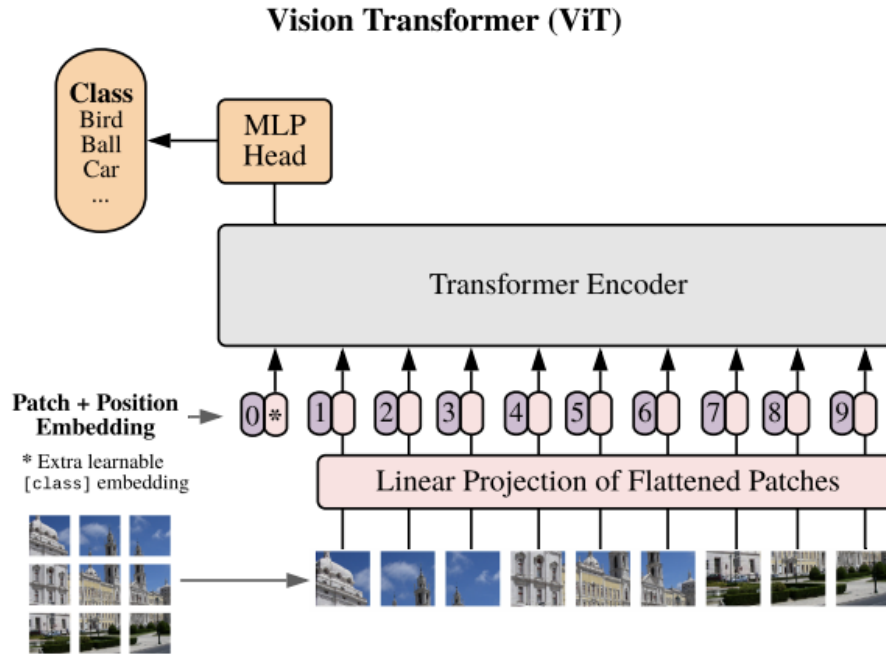 Vision Transformer (ViT)
Class
Bird
Ball
Car
...
MLP
Head
Transformer Encoder
Patch + Position
Embedding
0 * 1 2 3 4 5 6 7 8 9
* Extra learnable
[class] embedding
Linear Projection of Flattened Patches